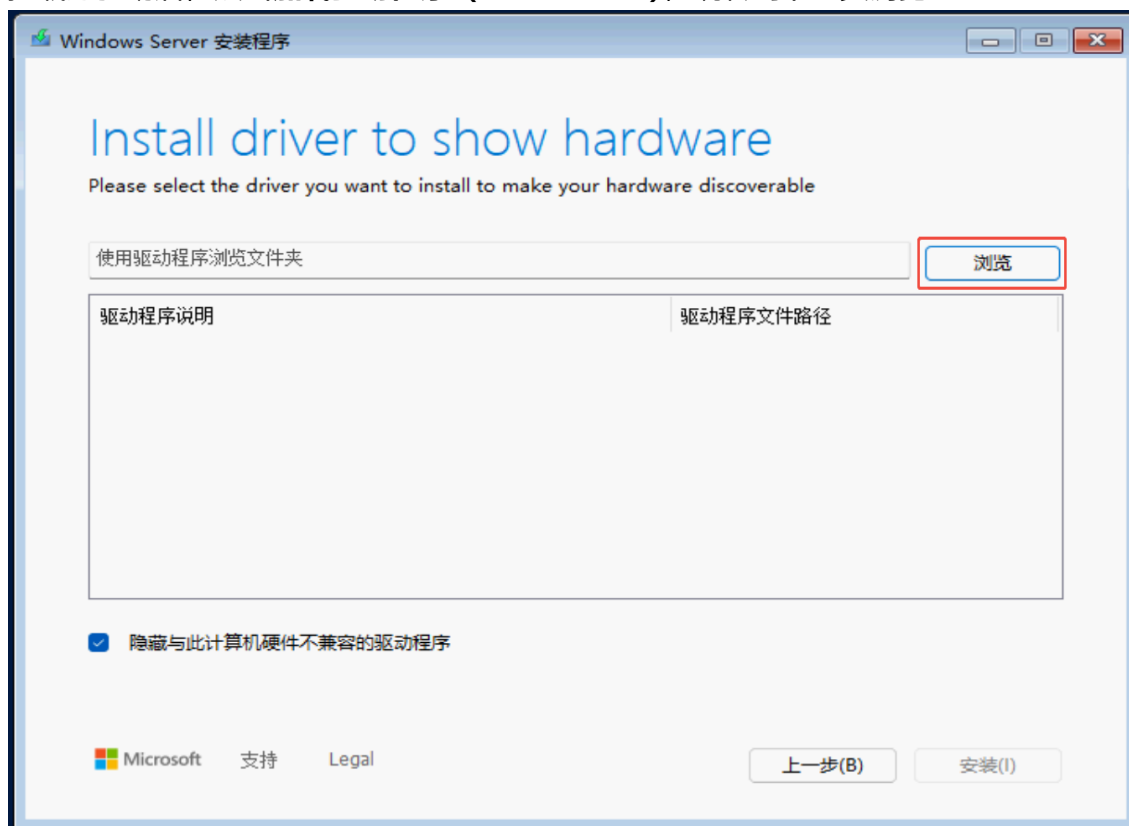 Windows Server 安装程序
Install driver to show hardware
Please select the driver you want to install to make your hardware discoverable
使用驱动程序浏览文件夹
浏览
驱动程序说明 驱动程序文件路径
隐藏与此计算机硬件不兼容的驱动程序
Microsoft 支持 Legal 上一步(B) 安装(I)